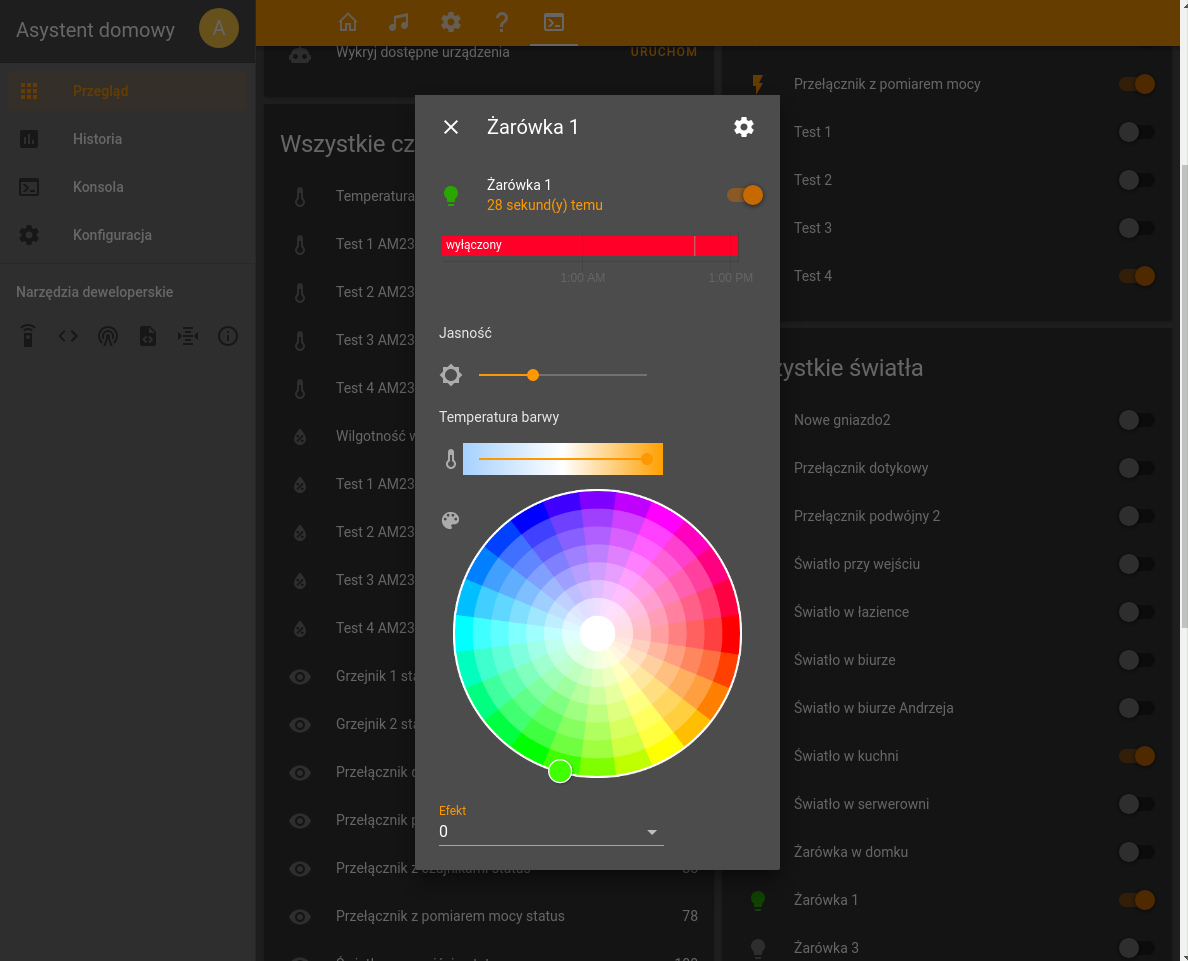 Asystent domowy
A
Przegląd
Historia
Konsola
Konfiguracja
Narzędzia deweloperskie
Wykryj dostępne urządzenia
URUCHOM
Wszystkie cz
Temperatura
Test 1 AM23
Test 2 AM23
Test 3 AM23
Test 4 AM23
Wilgotność w
Test 1 AM23
Test 2 AM23
Test 3 AM23
Test 4 AM23
Grzejnik 1 sta
Grzejnik 2 sta
Przełącznik
Przełącznik
Przełącznik z czujnikami status
Przełącznik z pomiarem mocy status
78
Żarówka 1
Żarówka 1
28 sekund(y) temu
wyłączony
1:00 AM
1:00 PM
Jasność
Temperatura barwy
Efekt
0
Przełącznik z pomiarem mocy
Test 1
Test 2
Test 3
Test 4
zystkie światła
Nowe gniazdo2
Przełącznik dotykowy
Przełącznik podwójny 2
Światło przy wejściu
Światło w łazience
Światło w biurze
Światło w biurze Andrzeja
Światło w kuchni
Światło w serwerowni
Żarówka w domku
Żarówka 1
Żarówka 3